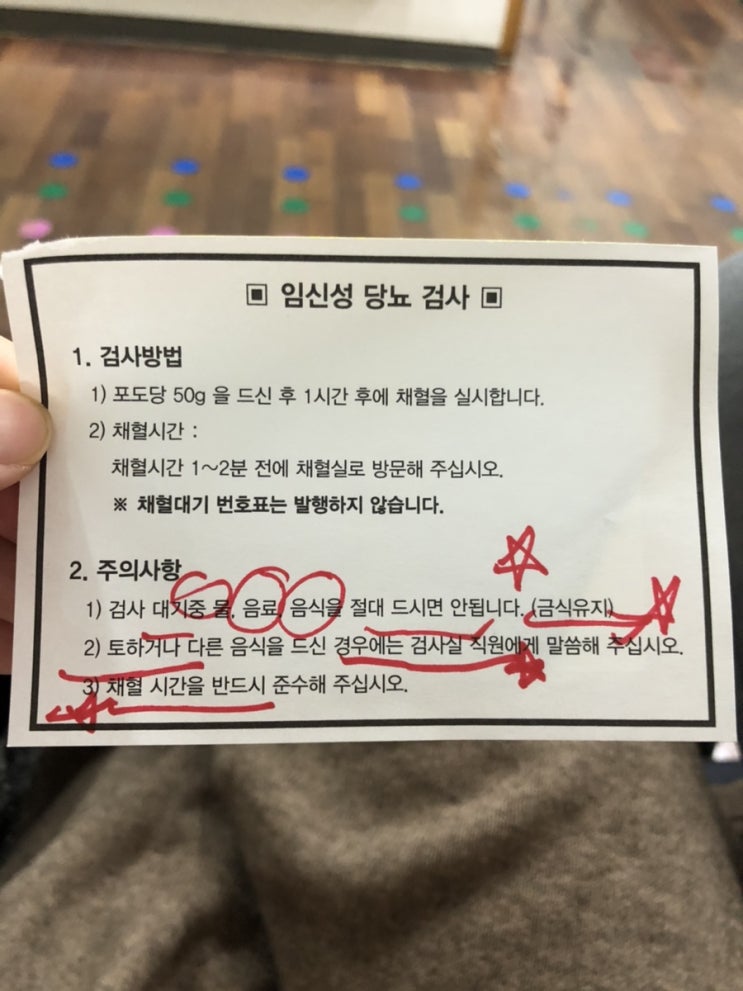 ▣ 임신성 당뇨 검사 ▣
1. 검사방법
1) 포도당 50g 을 드신 후 1시간 후에 채혈을 실시합니다.
2) 채혈시간 :
채혈시간 1~2분 전에 채혈실로 방문해 주십시오.
※ 채혈대기 번호표는 발행하지 않습니다.
2. 주의사항
1) 검사 대기중 물, 음료, 음식을 절대 드시면 안됩니다. (금식유지)
2) 토하거나 다른 음식을 드신 경우에는 검사실 직원에게 말씀해 주십시오.
3) 채혈 시간을 반드시 준수해 주십시오.